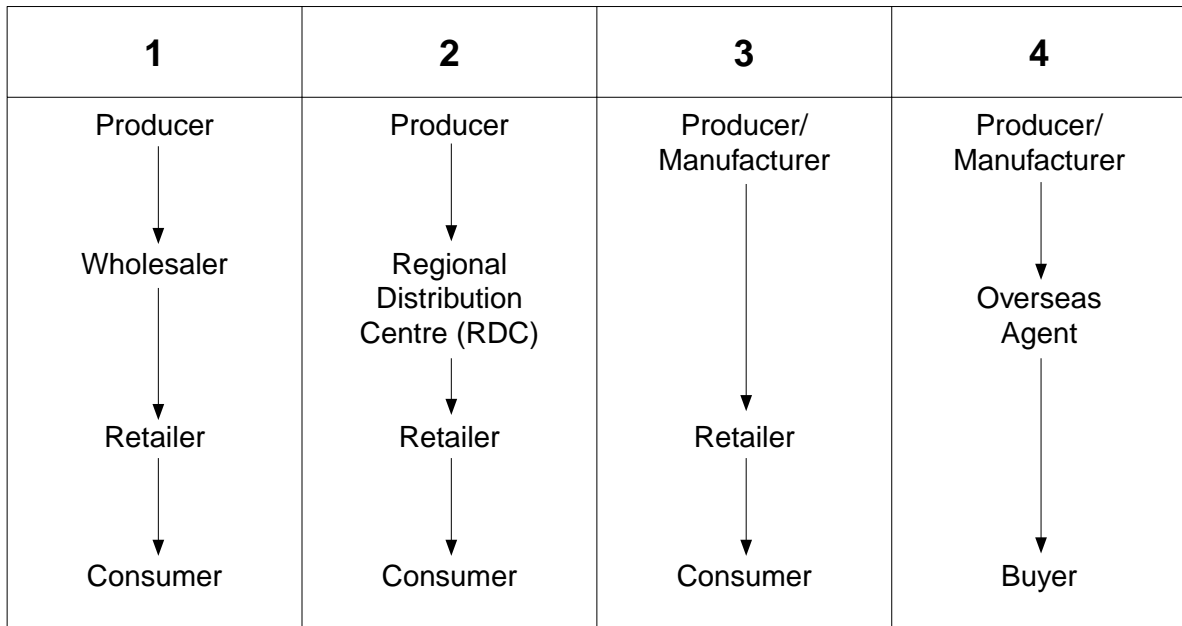 1
2
3
4
Producer
Wholesaler
Retailer
Consumer
Producer
Regional
Distribution
Centre (RDC)
Retailer
Consumer
Producer/
Manufacturer
Retailer
Consumer
Producer/
Manufacturer
Overseas
Agent
Buyer